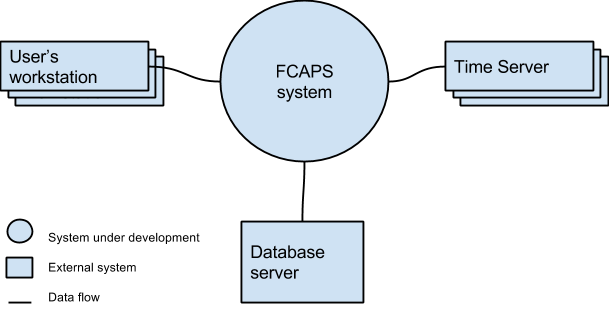 User's
workstation
FCAPS
system
Time Server
Database
server
System under development
External system
Data flow